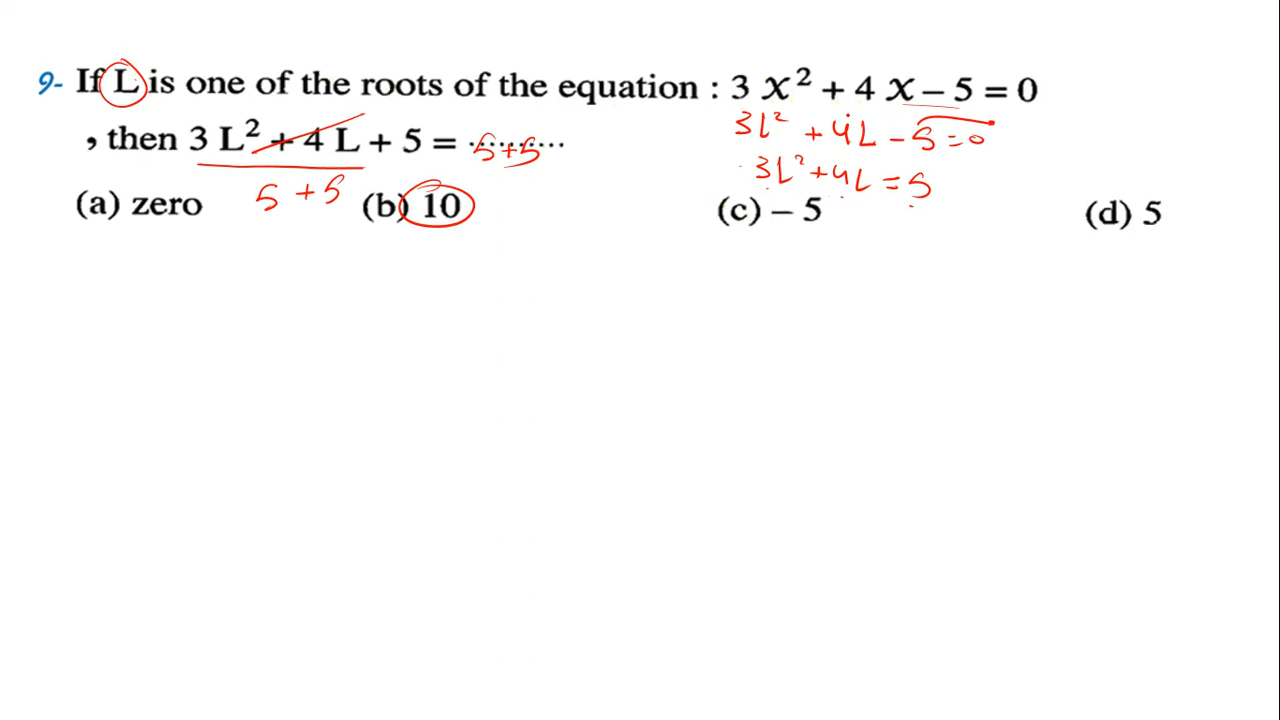 9- If L is one of the roots of the equation : 3 x² + 4 x – 5 = 0
3L² + 4L – 5 = 0
, then 3 L² + 4 L + 5 = ..........
5+5
3L² + 4L = 5
5 + 5
(a) zero (b) 10 (c) – 5 (d) 5